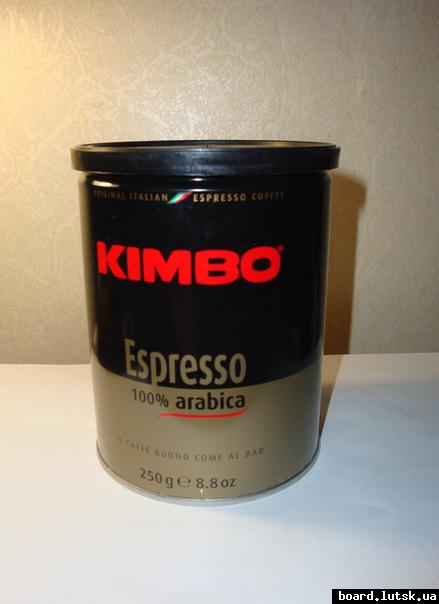 ORIGINAL ITALIAN ESPRESSO COFFEE
KIMBO®
Espresso
100% arabica
IL CAFFÈ BUONO COME AL BAR
250 g ℮ 8.8 oz
board.lutsk.ua